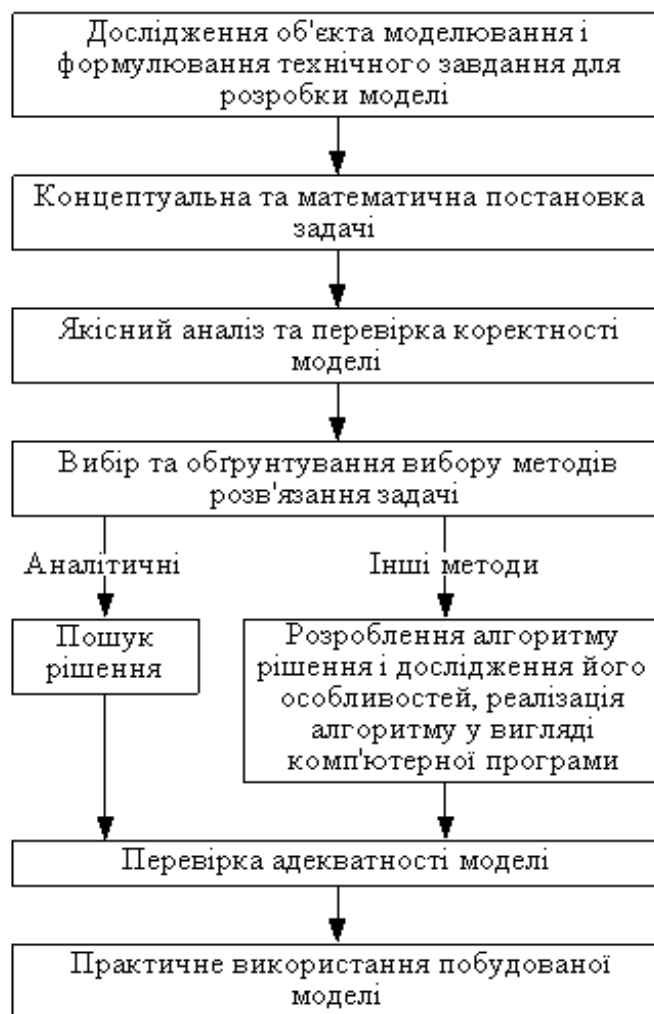 Дослідження об'єкта моделювання і
формулювання технічного завдання для
розробки моделі
Концептуальна та математична постановка
задачі
Якісний аналіз та перевірка коректності
моделі
Вибір та обґрунтування вибору методів
розв'язання задачі
Аналітичні
Інші методи
Пошук
рішення
Розроблення алгоритму
рішення і дослідження його
особливостей, реалізація
алгоритму у вигляді
комп'ютерної програми
Перевірка адекватності моделі
Практичне використання побудованої
моделі